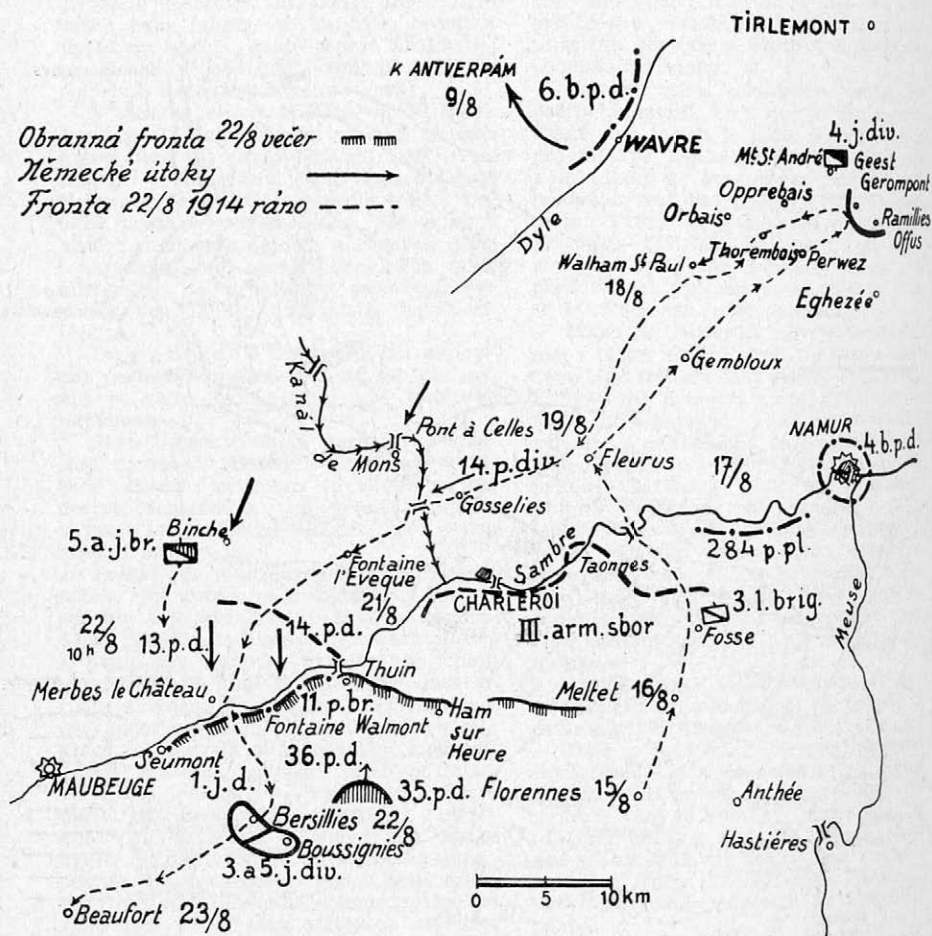 TIRLEMONT
K ANTVERPÁM
9/8
6.b.p.d.
WAVRE
4.j.div.
Obranná fronta 22/8 večer
Německé útoky
Fronta 22/8 1914 ráno
Mt. St André
Geest
Gerompont
Opprebais
Orbais
Ramillies
Offus
Dyle
Thorembais
Perwez
Walham St Paul
18/8
Eghezée
Gembloux
Kanál
de Mons
Pont à Celles
19/8
Fleurus
NAMUR
4.b.p.d.
17/8
14.p.div.
Gosselies
Binche
5.a.j.br.
284 p.pl.
Fontaine
l'Eveque
Sambre
Taonnes
21/8
CHARLEROI
III.arm.sbor
3.l.brig.
Fosse
Meuse
22/8
10h
13.p.d.
14.p.d.
Thuin
Merbes le Château
11.p.br.
Fontaine Walmont
Ham
sur
Heure
Meltet
16/8
Seumont
MAUBEUGE
1.j.d.
36.p.d.
35.p.d.
Florennes
15/8
Anthée
Bersillies
22/8
Boussignies
Hastiéres
3.a 5.j.div.
Beaufort
23/8
0 5 10 km